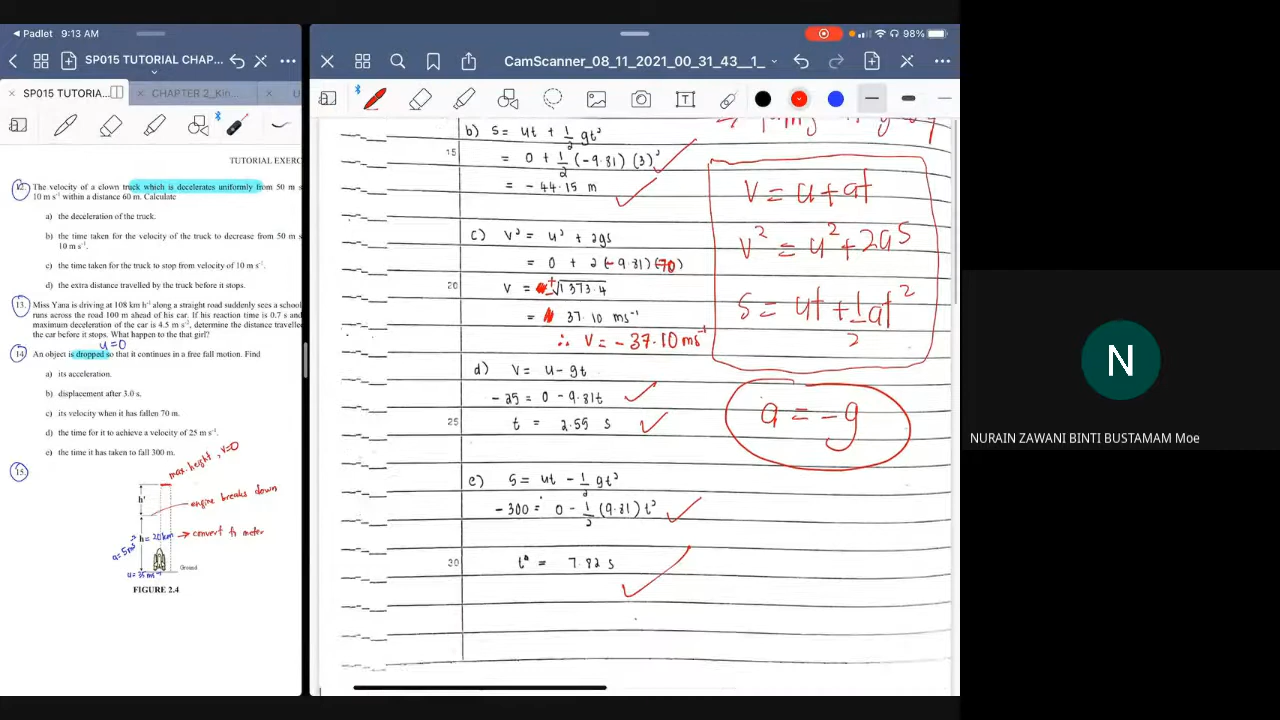 Padlet 9:13 AM
98%
SP015 TUTORIAL CHAP...
CamScanner_08_11_2021_00_31_43__1_
SP015 TUTORIA...
CHAPTER 2_Kin...
TUTORIAL EXERC
12. The velocity of a clown truck which is decelerates uniformly from 50 m s
10 m s⁻¹ within a distance 60 m. Calculate
a) the deceleration of the truck.
b) the time taken for the velocity of the truck to decrease from 50 m s
10 m s⁻¹.
c) the time taken for the truck to stop from velocity of 10 m s⁻¹.
d) the extra distance travelled by the truck before it stops.
13. Miss Yana is driving at 108 km h⁻¹ along a straight road suddenly sees a school
runs across the road 100 m ahead of his car. If his reaction time is 0.7 s and
maximum deceleration of the car is 4.5 m s⁻¹, determine the distance travelle
the car before it stops. What happen to the that girl?
u=0
14. An object is dropped so that it continues in a free fall motion. Find
a) its acceleration.
b) displacement after 3.0 s.
c) its velocity when it has fallen 70 m.
d) the time for it to achieve a velocity of 25 m s⁻¹.
e) the time it has taken to fall 300 m.
15
max. height, v=0
h'
engine breaks down
h = 20km → convert to meter
a=5ms⁻²
u=35 ms⁻¹
Ground
FIGURE 2.4
b) s = ut + 1/2 gt²
15
= 0 + 1/2 (-9.81) (3)²
= -44.15 m
c) v² = u² + 2gs
= 0 + 2(-9.81)(-70)
20
v = ±√1373.4
= 37.10 ms⁻¹
∴ v = -37.10 ms⁻¹
d) v = u - gt
-25 = 0 - 9.81t
25
t = 2.55 s
e) s = ut - 1/2 gt²
-300 = 0 - 1/2 (9.81) t²
30
t = 7.82 s
v = u + at
v² = u² + 2as
s = ut + 1/2 at²
a = -g
N
NURAIN ZAWANI BINTI BUSTAMAM Moe